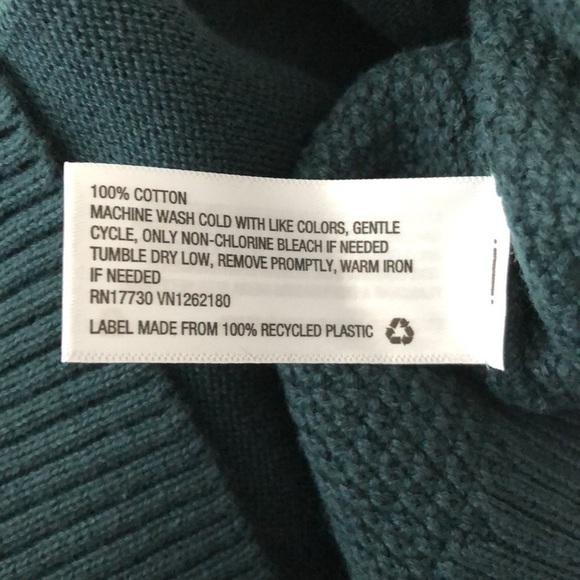 100% COTTON
MACHINE WASH COLD WITH LIKE COLORS, GENTLE
CYCLE, ONLY NON-CHLORINE BLEACH IF NEEDED
TUMBLE DRY LOW, REMOVE PROMPTLY, WARM IRON
IF NEEDED
RN17730 VN1262180
LABEL MADE FROM 100% RECYCLED PLASTIC